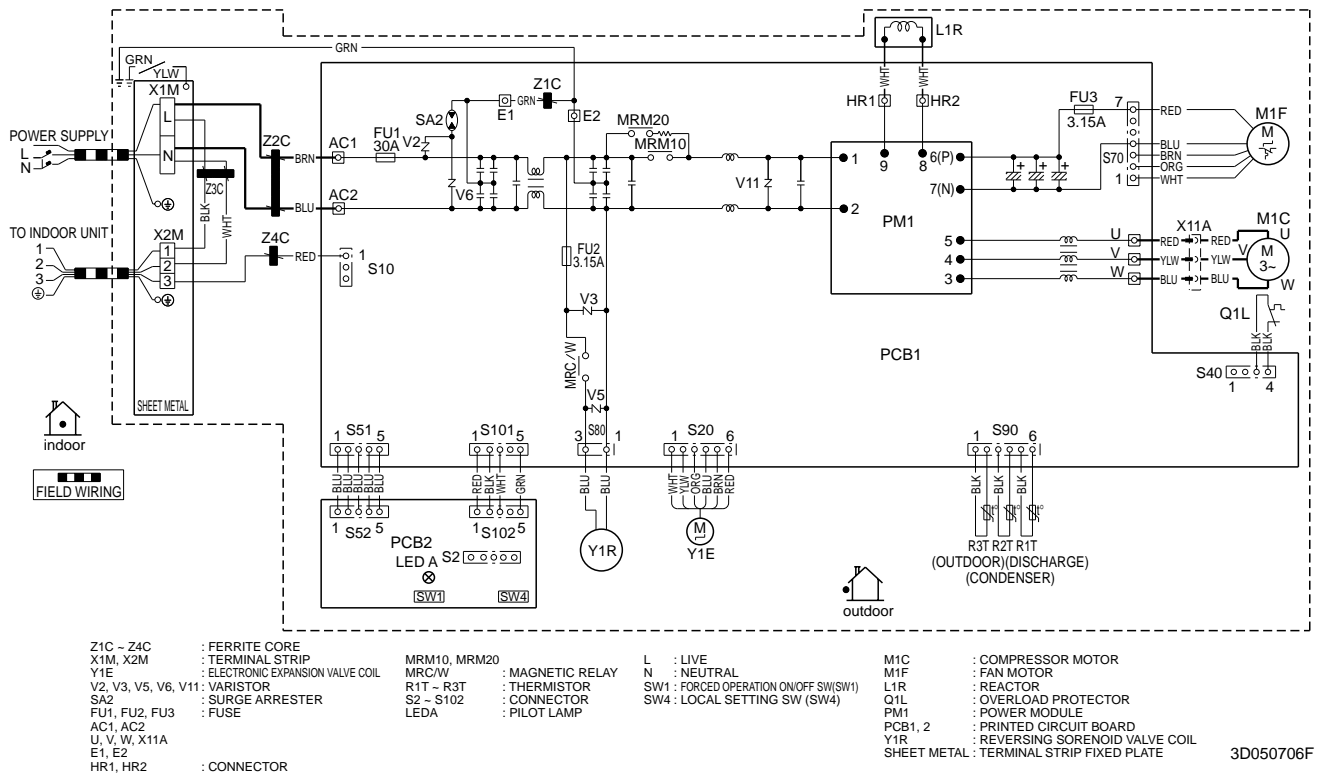 GRN
GRN
YLW
X1M
L
N
POWER SUPPLY
L
N
Z3C
BLK
WHT
Z2C
BRN
BLU
AC1
AC2
FU1
30A
SA2
V2
V6
E1
GRN
Z1C
E2
MRM20
MRM10
V11
L1R
WHT
WHT
HR1
HR2
9
8
1
2
6(P)
7(N)
PM1
5
4
3
FU3
3.15A
7
S70
1
RED
BLU
BRN
ORG
WHT
M1F
M
TO INDOOR UNIT
1
2
3
X2M
1
2
3
Z4C
RED
1
S10
FU2
3.15A
V3
MRC/W
V5
U
V
W
RED
YLW
BLU
X11A
RED
YLW
BLU
M1C
U
V
W
M
3~
Q1L
BLK
BLK
S40
1
4
PCB1
SHEET METAL
indoor
FIELD WIRING
S51
1
5
S101
1
5
3
S80
1
S20
1
6
S90
1
6
BLU
BLU
BLU
BLU
BLU
RED
BLK
WHT
GRN
BLU
BLU
WHT
YLW
ORG
BLU
BRN
RED
BLK
BLK
BLK
1
S52
5
1
S102
5
PCB2
LED A
S2
SW1
SW4
Y1R
M
Y1E
t°
t°
t°
R3T R2T R1T
(OUTDOOR)(DISCHARGE)
(CONDENSER)
outdoor
Z1C ~ Z4C : FERRITE CORE
X1M, X2M : TERMINAL STRIP
Y1E : ELECTRONIC EXPANSION VALVE COIL
V2, V3, V5, V6, V11 : VARISTOR
SA2 : SURGE ARRESTER
FU1, FU2, FU3 : FUSE
AC1, AC2
U, V, W, X11A
E1, E2
HR1, HR2 : CONNECTOR
MRM10, MRM20
MRC/W : MAGNETIC RELAY
R1T ~ R3T : THERMISTOR
S2 ~ S102 : CONNECTOR
LEDA : PILOT LAMP
L : LIVE
N : NEUTRAL
SW1 : FORCED OPERATION ON/OFF SW(SW1)
SW4 : LOCAL SETTING SW (SW4)
M1C : COMPRESSOR MOTOR
M1F : FAN MOTOR
L1R : REACTOR
Q1L : OVERLOAD PROTECTOR
PM1 : POWER MODULE
PCB1, 2 : PRINTED CIRCUIT BOARD
Y1R : REVERSING SORENOID VALVE COIL
SHEET METAL : TERMINAL STRIP FIXED PLATE
3D050706F